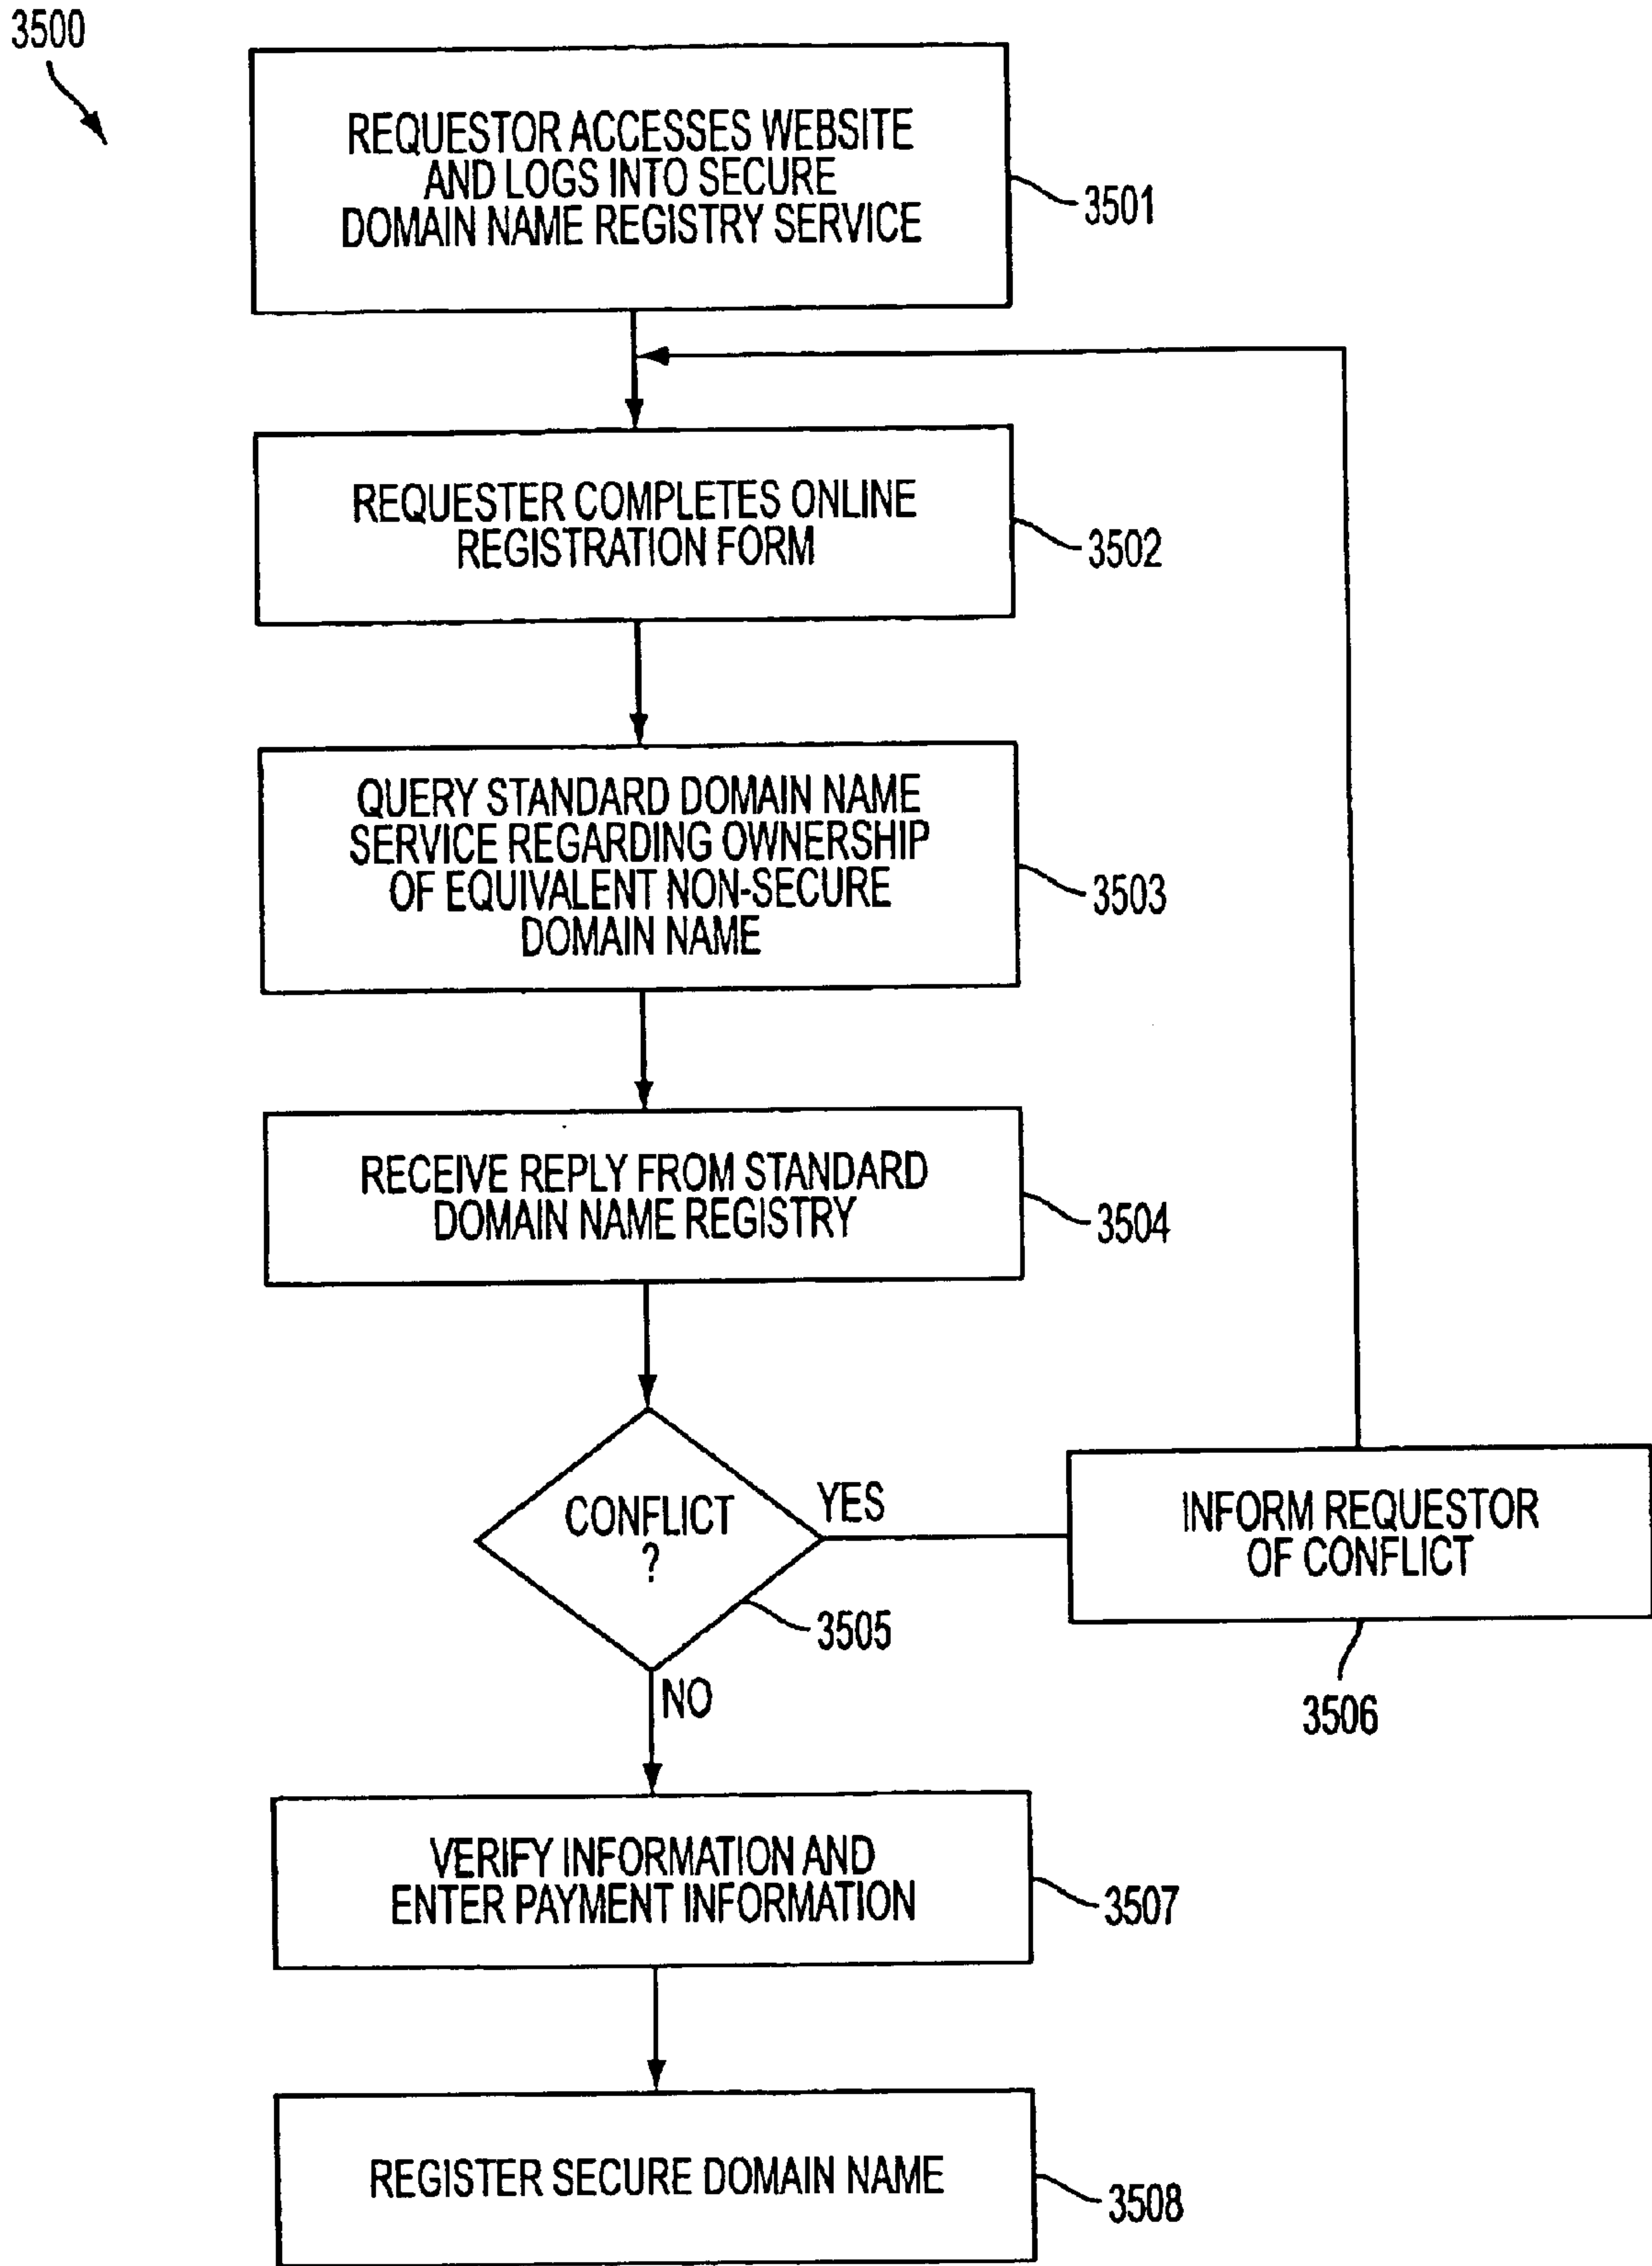 3500
REQUESTOR ACCESSES WEBSITE
AND LOGS INTO SECURE
DOMAIN NAME REGISTRY SERVICE
3501
REQUESTER COMPLETES ONLINE
REGISTRATION FORM
3502
QUERY STANDARD DOMAIN NAME
SERVICE REGARDING OWNERSHIP
OF EQUIVALENT NON-SECURE
DOMAIN NAME
3503
RECEIVE REPLY FROM STANDARD
DOMAIN NAME REGISTRY
3504
CONFLICT
?
YES
3505
INFORM REQUESTOR
OF CONFLICT
3506
NO
VERIFY INFORMATION AND
ENTER PAYMENT INFORMATION
3507
REGISTER SECURE DOMAIN NAME
3508